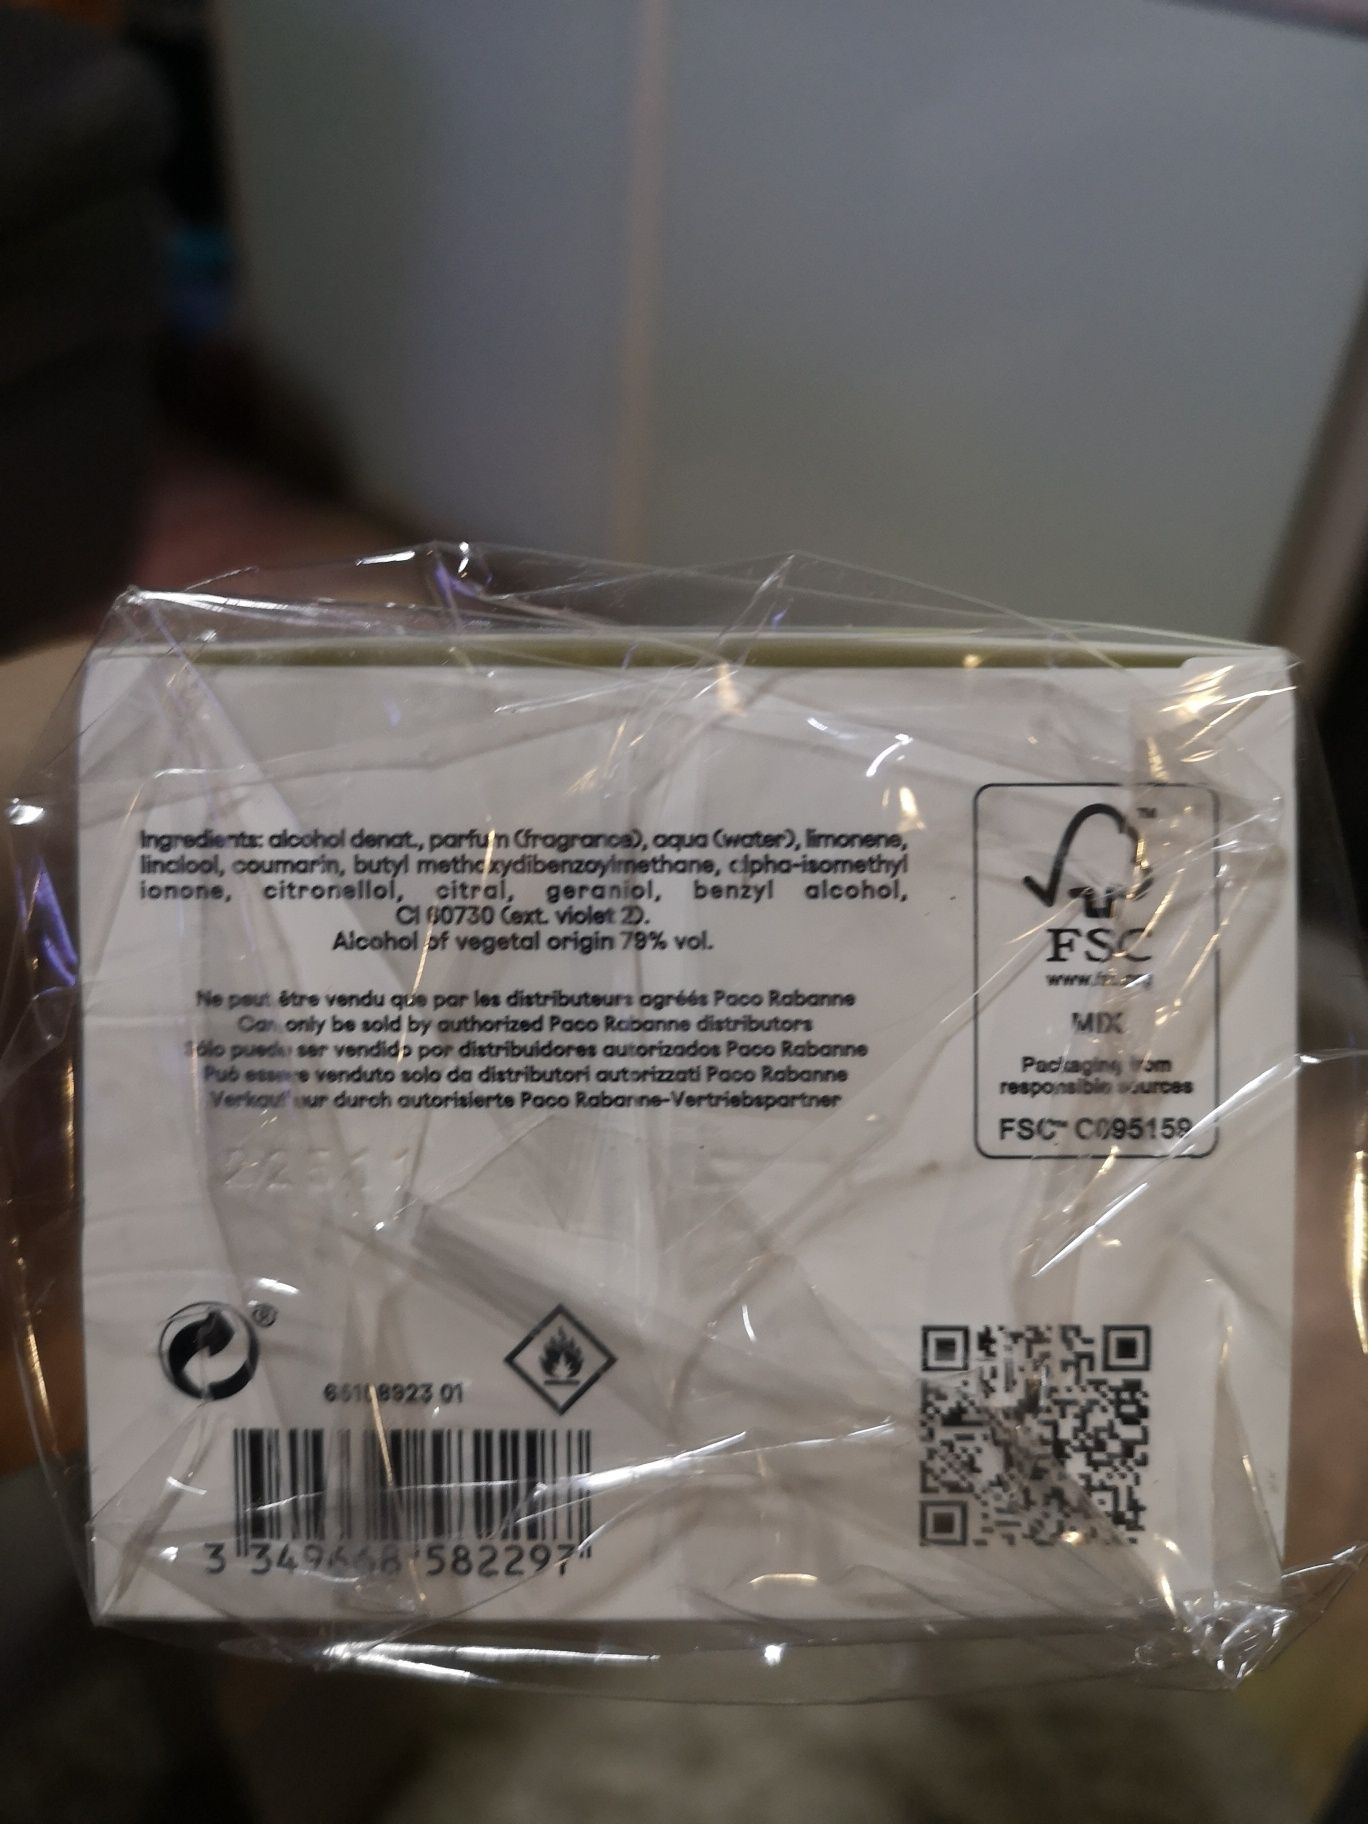 Ingredients: alcohol denat., parfum (fragrance), aqua (water), limonene,
linalool, coumarin, butyl methoxydibenzoylmethane, alpha-isomethyl
ionone, citronellol, citral, geraniol, benzyl alcohol,
CI 60730 (ext. violet 2).
Alcohol of vegetal origin 79% vol.
Ne peut être vendu que par les distributeurs agréés Paco Rabanne
Can only be sold by authorized Paco Rabanne distributors
Sólo puede ser vendido por distribuidores autorizados Paco Rabanne
Può essere venduto solo da distributori autorizzati Paco Rabanne
Verkauf nur durch autorisierte Paco Rabanne-Vertriebspartner
™
FSC
www.fsc.org
MIX
Packaging from
responsible sources
FSC™ C095159
®
01
3 349668 582297